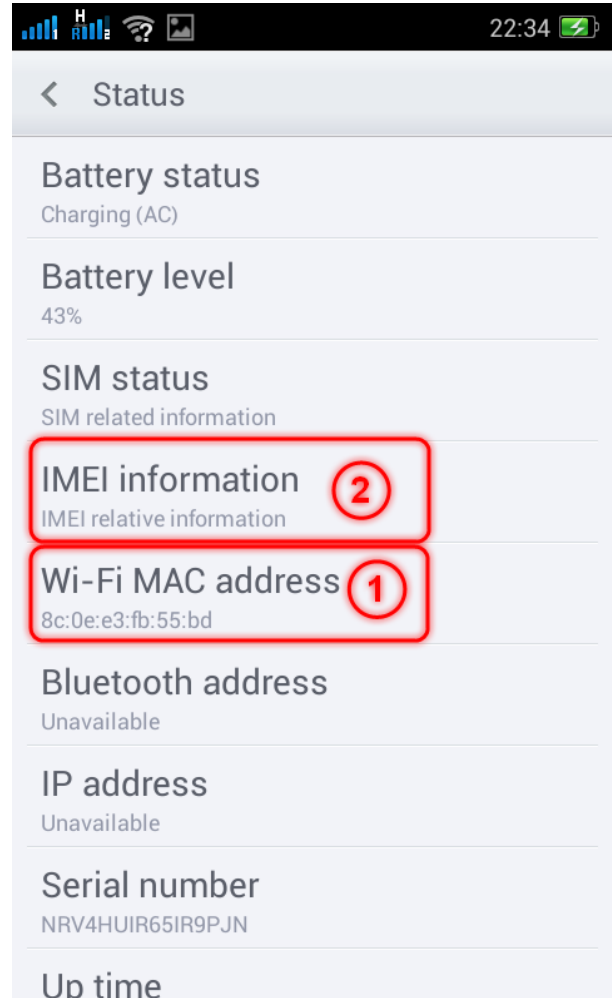 H
1 R 2 22:34
Status
Battery status
Charging (AC)
Battery level
43%
SIM status
SIM related information
IMEI information
2
IMEI relative information
Wi-Fi MAC address
1
8c:0e:e3:fb:55:bd
Bluetooth address
Unavailable
IP address
Unavailable
Serial number
NRV4HUIR65IR9PJN
Up time